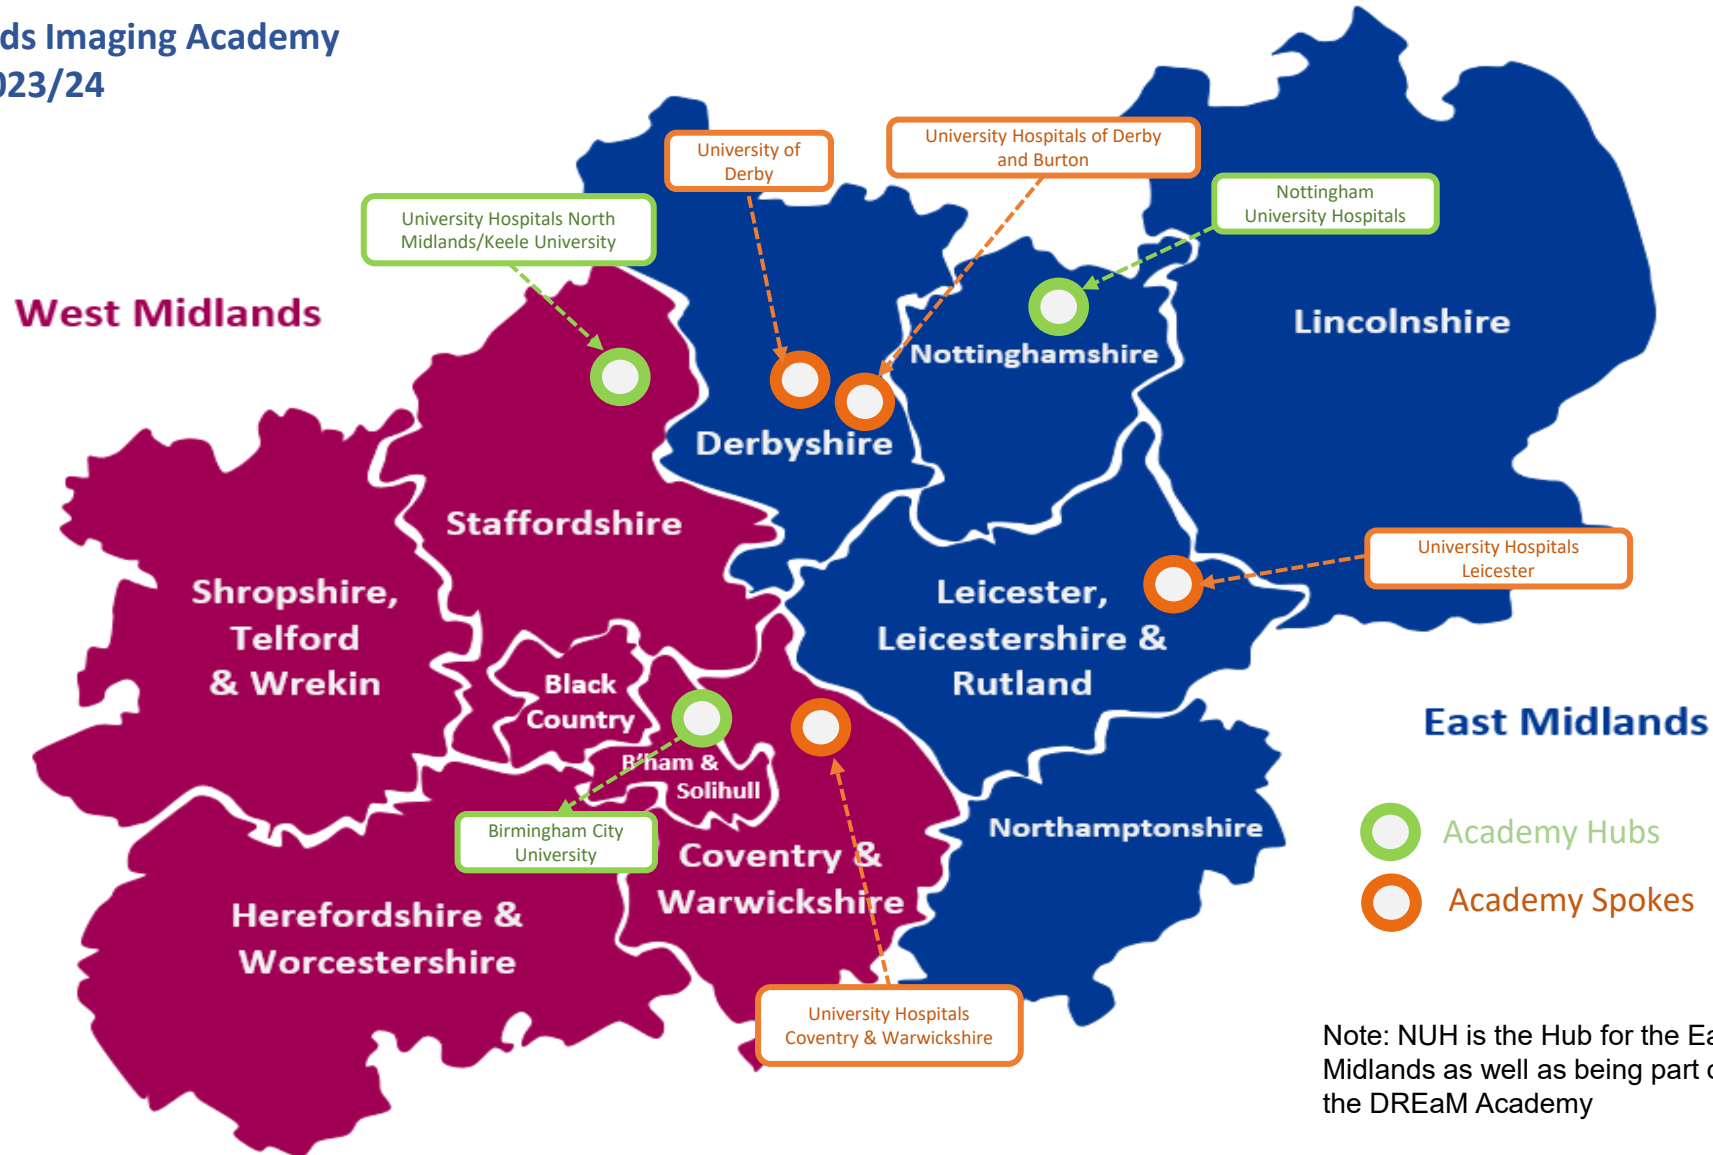 ds Imaging Academy
023/24
University of
Derby
University Hospitals of Derby
and Burton
Nottingham
University Hospitals
University Hospitals North
Midlands/Keele University
West Midlands
Lincolnshire
Nottinghamshire
Derbyshire
Staffordshire
University Hospitals
Leicester
Shropshire,
Telford
& Wrekin
Leicester,
Leicestershire &
Rutland
Black
Country
East Midlands
B'ham &
Solihull
Birmingham City
University
Northamptonshire
Academy Hubs
Coventry &
Warwickshire
Academy Spokes
Herefordshire &
Worcestershire
University Hospitals
Coventry & Warwickshire
Note: NUH is the Hub for the Ea
Midlands as well as being part o
the DREaM Academy